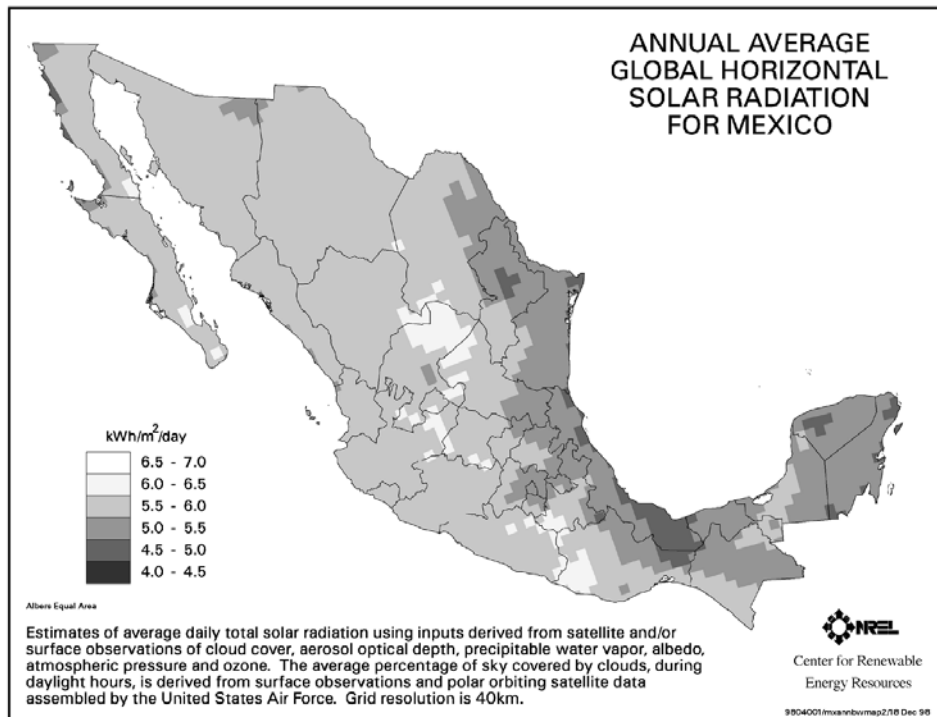 ANNUAL AVERAGE
GLOBAL HORIZONTAL
SOLAR RADIATION
FOR MEXICO
kWh/m²/day
6.5 - 7.0
6.0 - 6.5
5.5 - 6.0
5.0 - 5.5
4.5 - 5.0
4.0 - 4.5
Albers Equal Area
Estimates of average daily total solar radiation using inputs derived from satellite and/or
surface observations of cloud cover, aerosol optical depth, precipitable water vapor, albedo,
atmospheric pressure and ozone. The average percentage of sky covered by clouds, during
daylight hours, is derived from surface observations and polar orbiting satellite data
assembled by the United States Air Force. Grid resolution is 40km.
NREL
Center for Renewable
Energy Resources
9804001/mxannbwmap2/18 Dec 98